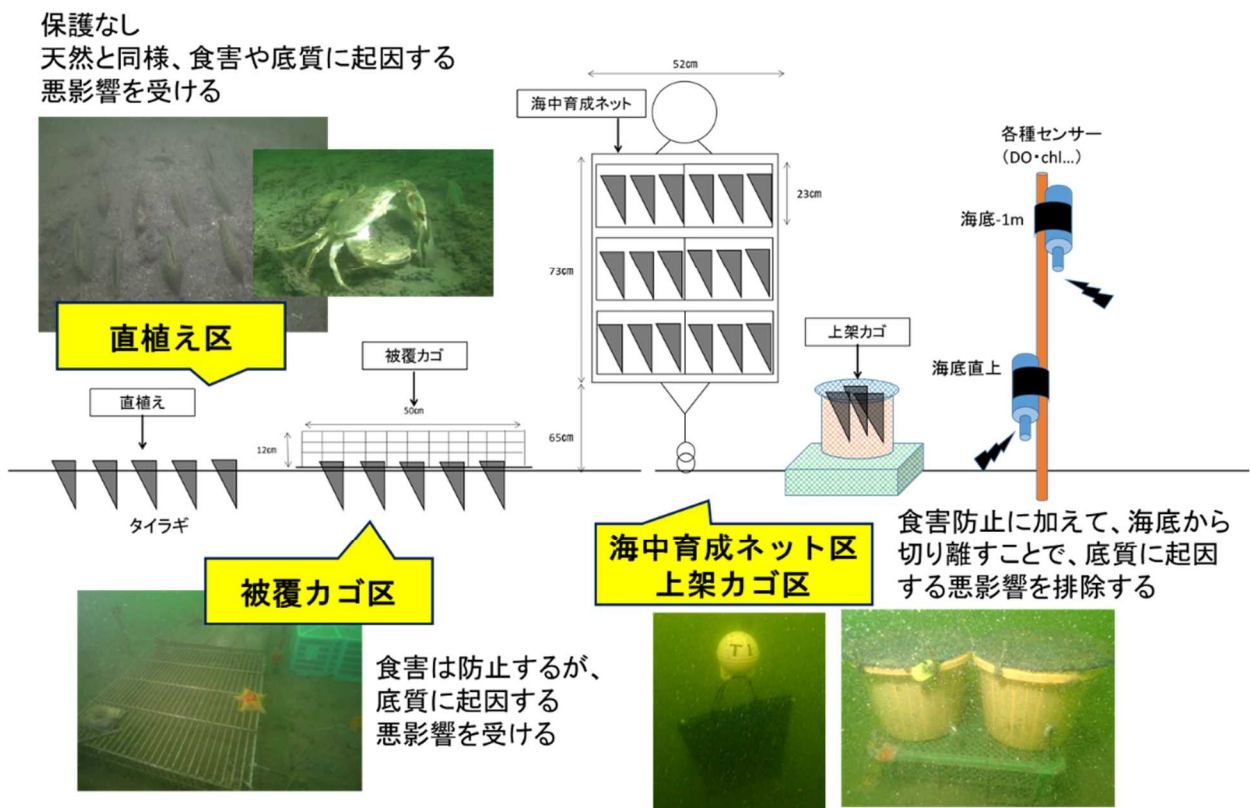 保護なし
天然と同様、食害や底質に起因する
悪影響を受ける
直植え区
直植え
タイラギ
被覆カゴ
50cm
12cm
被覆カゴ区
食害は防止するが、
底質に起因する
悪影響を受ける
海中育成ネット
52cm
23cm
73cm
65cm
上架カゴ
海中育成ネット区
上架カゴ区
T1
各種センサー
(DO・chl…)
海底-1m
海底直上
食害防止に加えて、海底から
切り離すことで、底質に起因
する悪影響を排除する